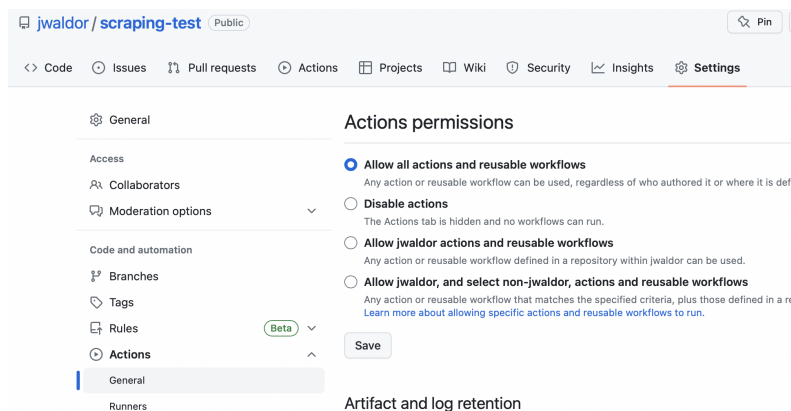 jwaldor / scraping-test Public
Pin
Code Issues Pull requests Actions Projects Wiki Security Insights Settings
General
Access
Collaborators
Moderation options
Code and automation
Branches
Tags
Rules Beta
Actions
General
Runners
Actions permissions
Allow all actions and reusable workflows
Any action or reusable workflow can be used, regardless of who authored it or where it is def
Disable actions
The Actions tab is hidden and no workflows can run.
Allow jwaldor actions and reusable workflows
Any action or reusable workflow defined in a repository within jwaldor can be used.
Allow jwaldor, and select non-jwaldor, actions and reusable workflows
Any action or reusable workflow that matches the specified criteria, plus those defined in a re
Learn more about allowing specific actions and reusable workflows to run.
Save
Artifact and log retention